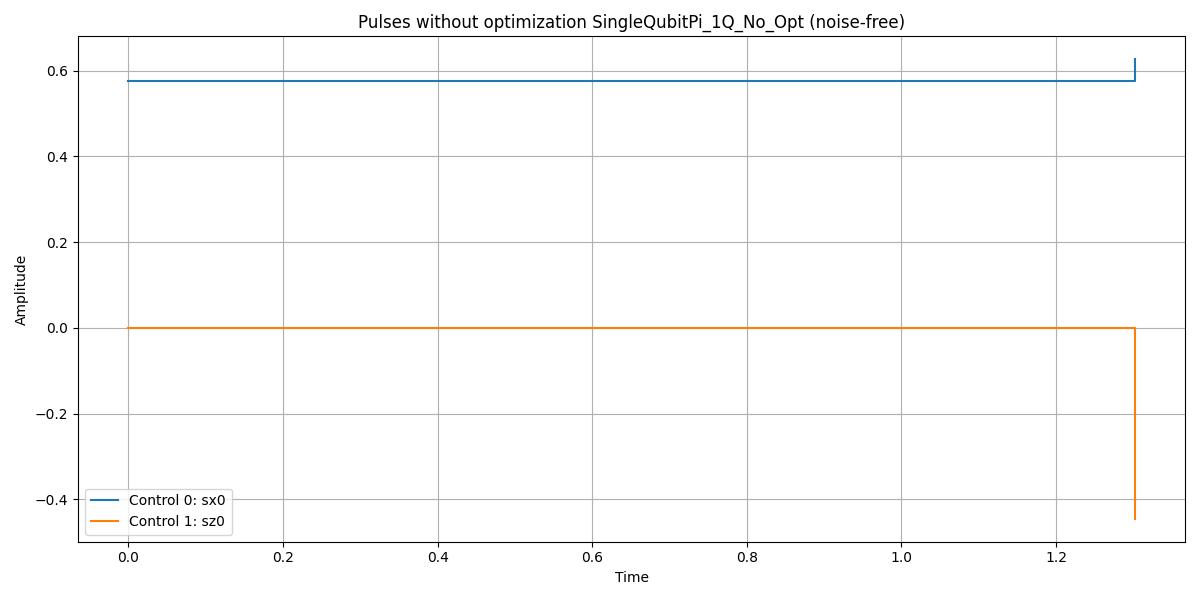 Pulses without optimization SingleQubitPi_1Q_No_Opt (noise-free)
Amplitude
0.6
0.4
0.2
0.0
−0.2
−0.4
Control 0: sx0
Control 1: sz0
0.0 0.2 0.4 0.6 0.8 1.0 1.2
Time